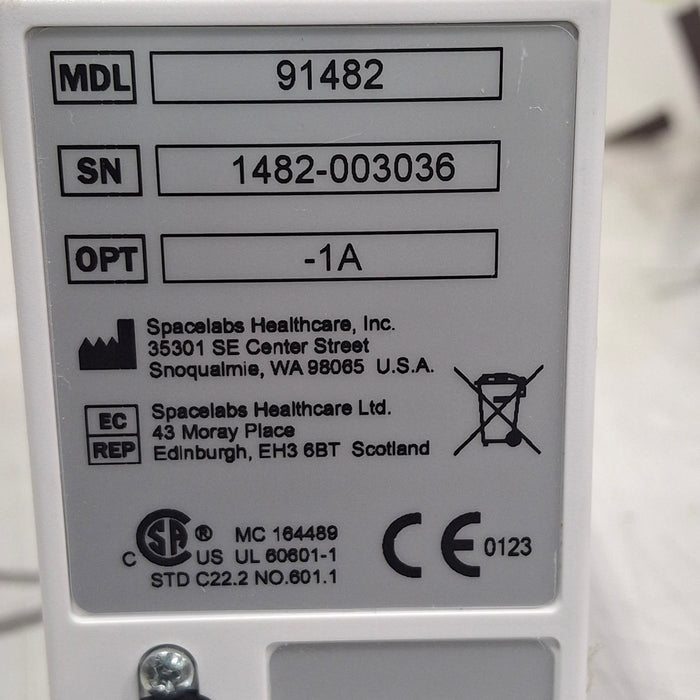 MDL 91482
SN 1482-003036
OPT -1A
Spacelabs Healthcare, Inc.
35301 SE Center Street
Snoqualmie, WA 98065 U.S.A.
EC
REP
Spacelabs Healthcare Ltd.
43 Moray Place
Edinburgh, EH3 6BT Scotland
C SA ® US
MC 164489
UL 60601-1
STD C22.2 NO.601.1
CE 0123